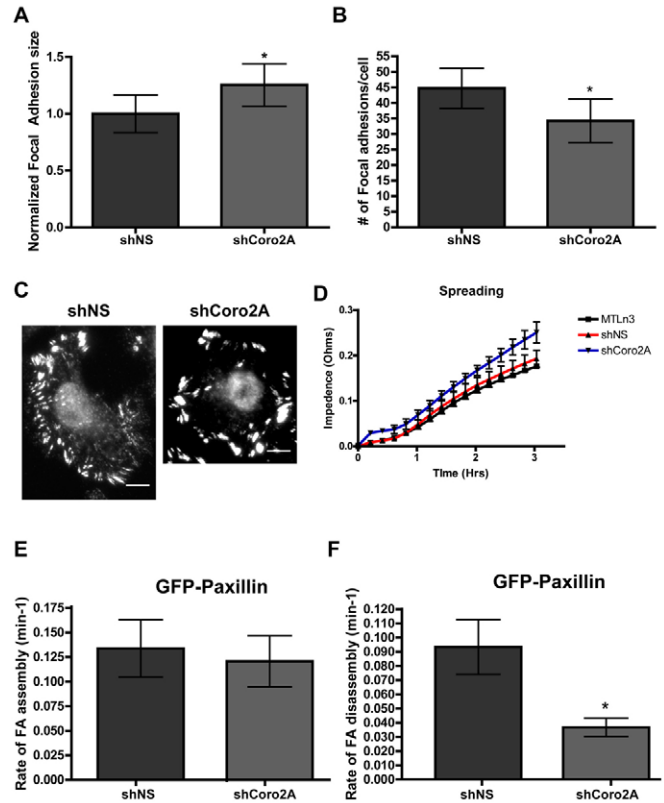 A
Normalized Focal Adhesion size
1.5
1.0
0.5
0.0
*
shNS
shCoro2A
B
# of Focal adhesions/cell
55
50
45
40
35
30
25
20
15
10
5
0
*
shNS
shCoro2A
C
shNS
shCoro2A
D
Spreading
Impedence (Ohms)
0.3
0.2
0.1
0.0
0
1
2
3
TIme (Hrs)
MTLn3
shNS
shCoro2A
E
GFP-Paxillin
Rate of FA assembly (min-1)
0.175
0.150
0.125
0.100
0.075
0.050
0.025
0.000
shNS
shCoro2A
F
GFP-Paxillin
Rate of FA disassembly (min-1)
0.120
0.110
0.100
0.090
0.080
0.070
0.060
0.050
0.040
0.030
0.020
0.010
0.000
*
shNS
shCoro2A